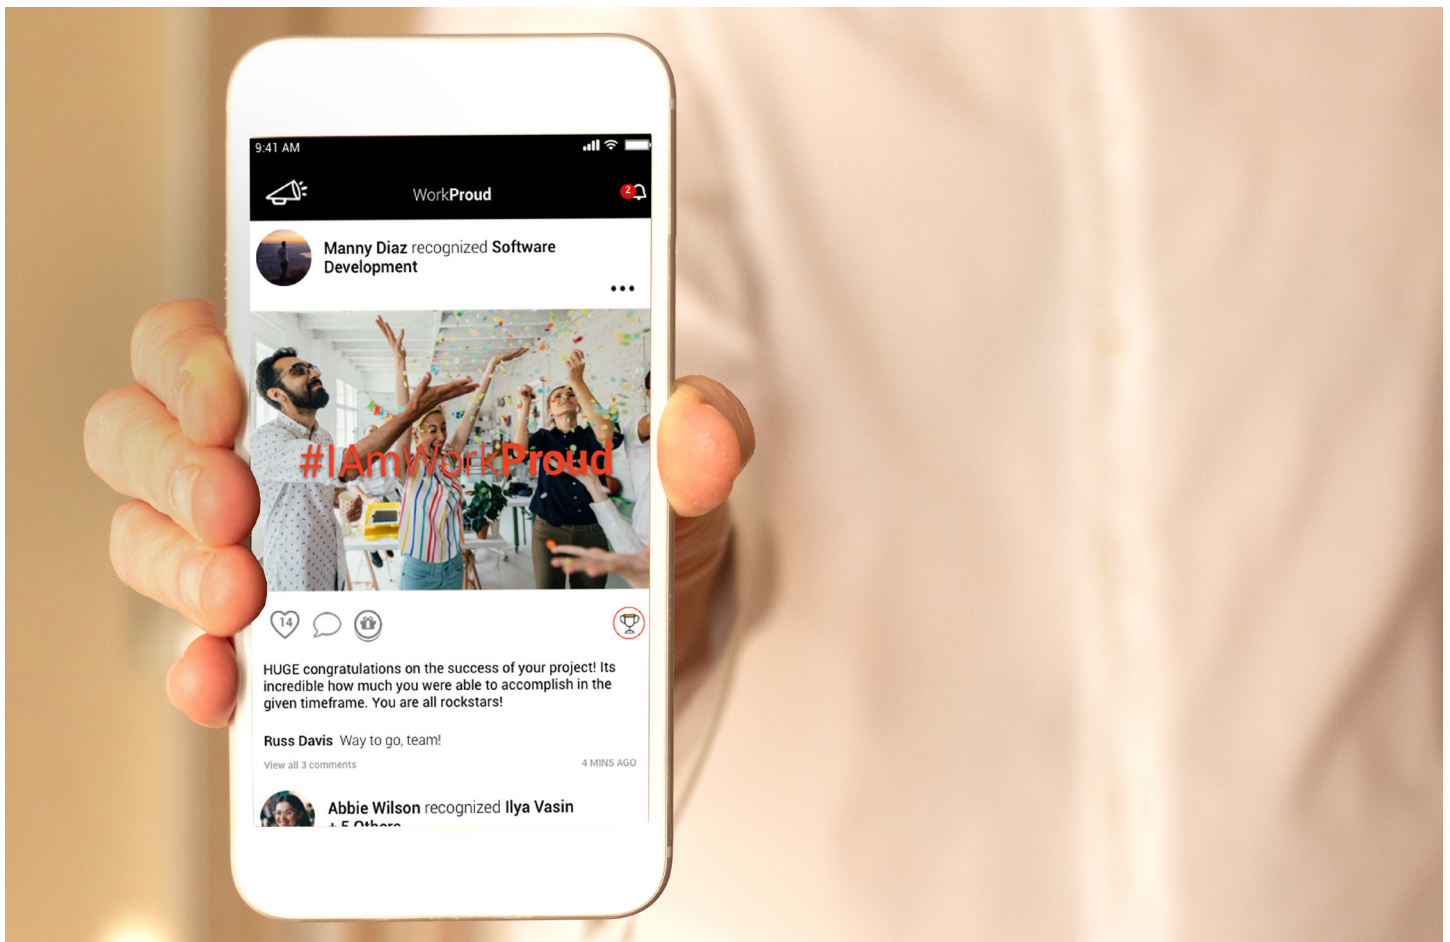 9:41 AM
WorkProud
2
Manny Diaz recognized Software
Development
#IAmWorkProud
14
HUGE congratulations on the success of your project! Its
incredible how much you were able to accomplish in the
given timeframe. You are all rockstars!
Russ Davis Way to go, team!
View all 3 comments
4 MINS AGO
Abbie Wilson recognized Ilya Vasin
+ 5 Others